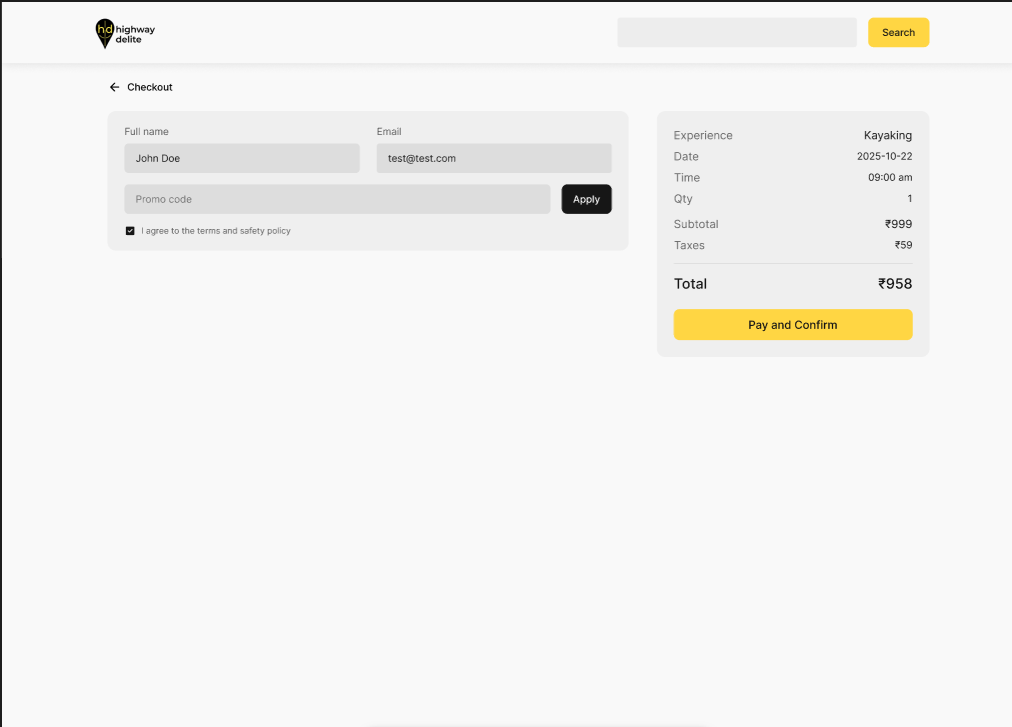 hd highway
delite
Search
Checkout
Full name
Email
John Doe
test@test.com
Promo code
Apply
I agree to the terms and safety policy
Experience Kayaking
Date 2025-10-22
Time 09:00 am
Qty 1
Subtotal ₹999
Taxes ₹59
Total ₹958
Pay and Confirm